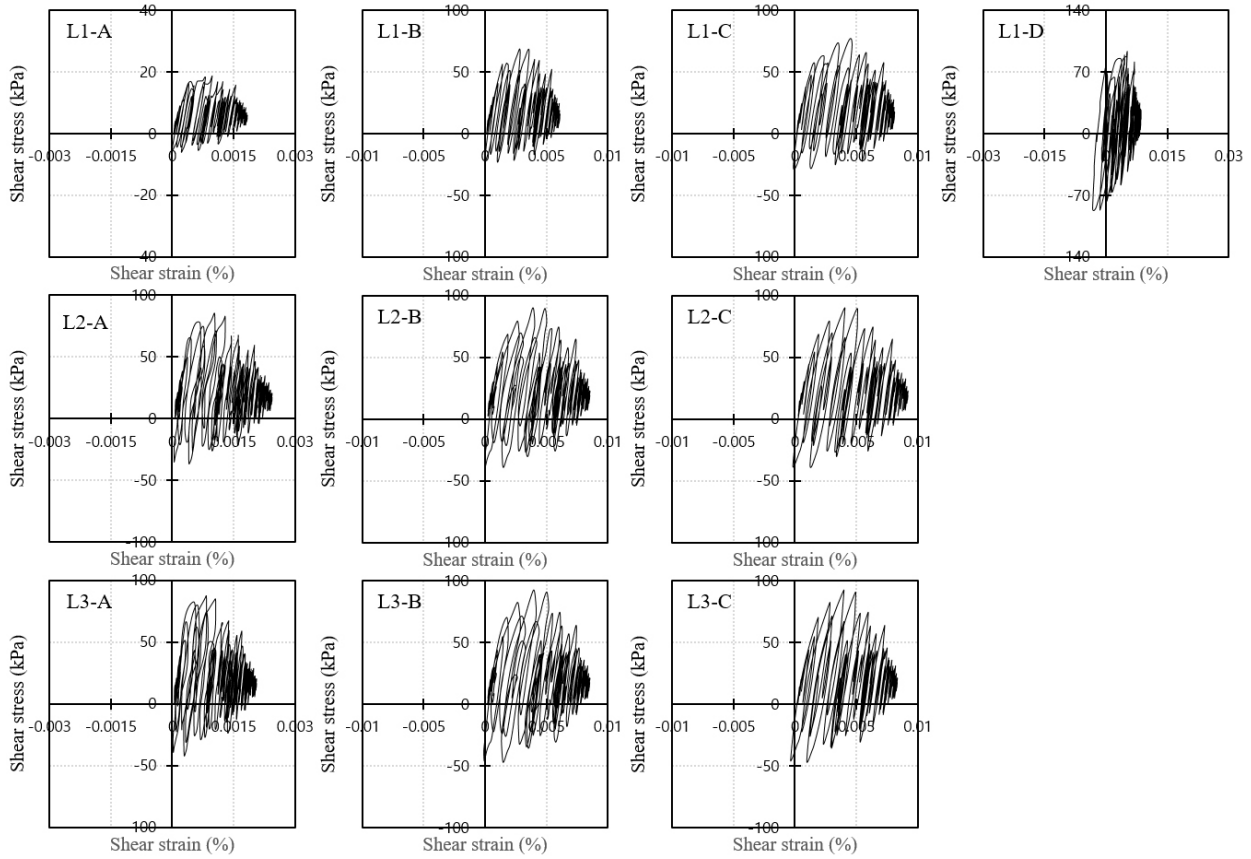 L1-A
Shear stress (kPa)
40
20
0
-20
-40
-0.003 -0.0015 0 0.0015 0.003
Shear strain (%)
L1-B
Shear stress (kPa)
100
50
0
-50
-100
-0.01 -0.005 0 0.005 0.01
Shear strain (%)
L1-C
Shear stress (kPa)
100
50
0
-50
-100
-0.01 -0.005 0 0.005 0.01
Shear strain (%)
L1-D
Shear stress (kPa)
140
70
0
-70
-140
-0.03 -0.015 0 0.015 0.03
Shear strain (%)
L2-A
Shear stress (kPa)
100
50
0
-50
-100
-0.003 -0.0015 0 0.0015 0.003
Shear strain (%)
L2-B
Shear stress (kPa)
100
50
0
-50
-100
-0.01 -0.005 0 0.005 0.01
Shear strain (%)
L2-C
Shear stress (kPa)
100
50
0
-50
-100
-0.01 -0.005 0 0.005 0.01
Shear strain (%)
L3-A
Shear stress (kPa)
100
50
0
-50
-100
-0.003 -0.0015 0 0.0015 0.003
Shear strain (%)
L3-B
Shear stress (kPa)
100
50
0
-50
-100
-0.01 -0.005 0 0.005 0.01
Shear strain (%)
L3-C
Shear stress (kPa)
100
50
0
-50
-100
-0.01 -0.005 0 0.005 0.01
Shear strain (%)